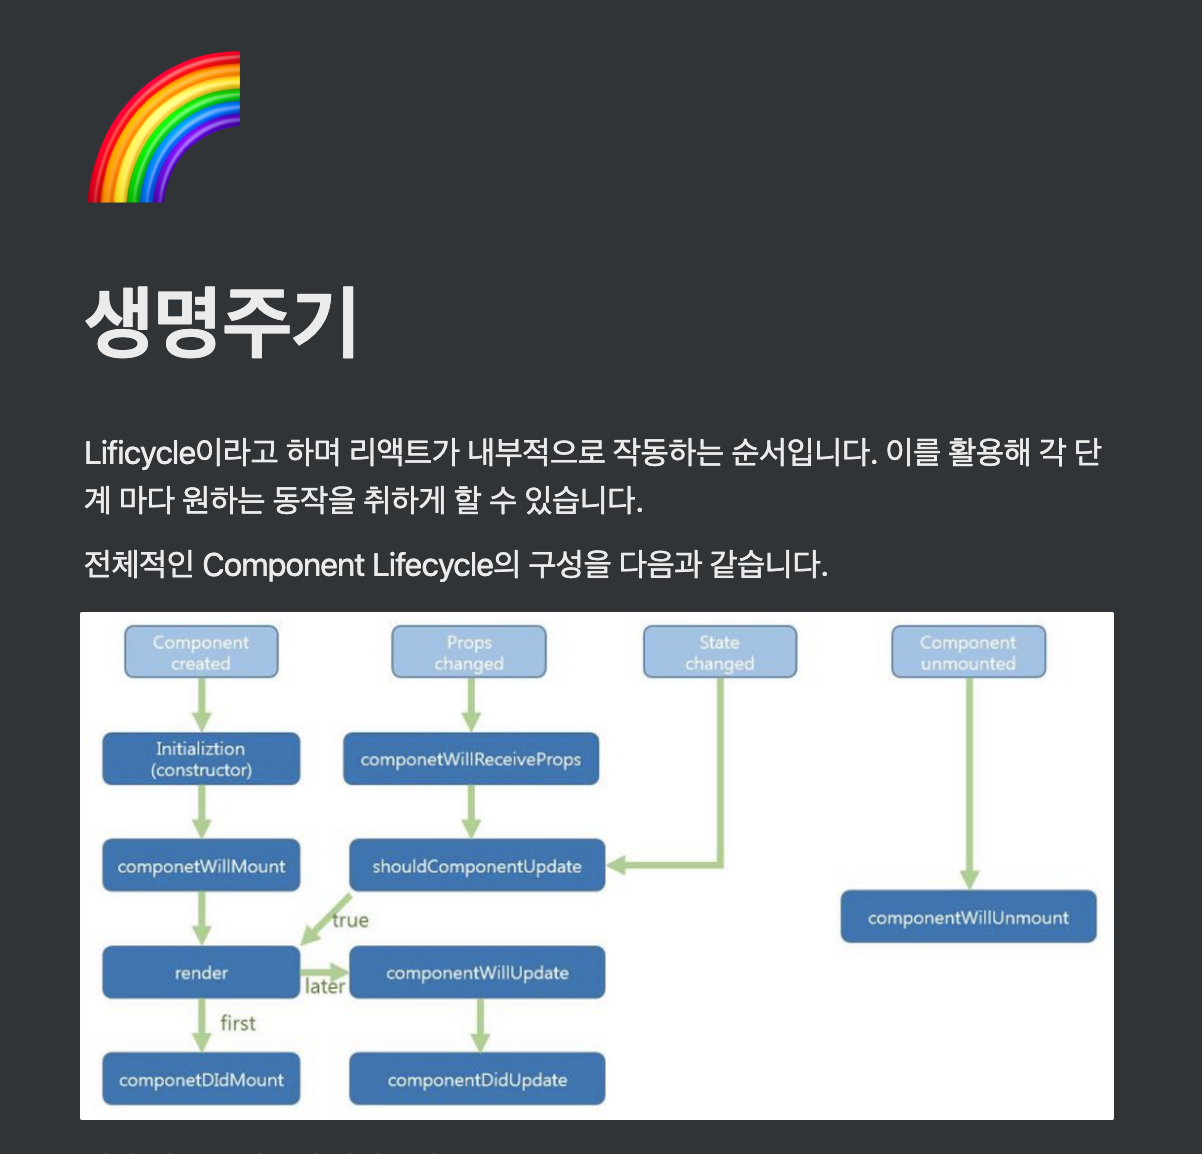 생명주기
Lificycle이라고 하며 리액트가 내부적으로 작동하는 순서입니다. 이를 활용해 각 단
계 마다 원하는 동작을 취하게 할 수 있습니다.
전체적인 Component Lifecycle의 구성을 다음과 같습니다.
Component
created
Props
changed
State
changed
Component
unmounted
Initializtion
(constructor)
componetWillReceiveProps
componetWillMount
shouldComponentUpdate
true
componentWillUnmount
render
later
componentWillUpdate
first
componetDIdMount
componentDidUpdate